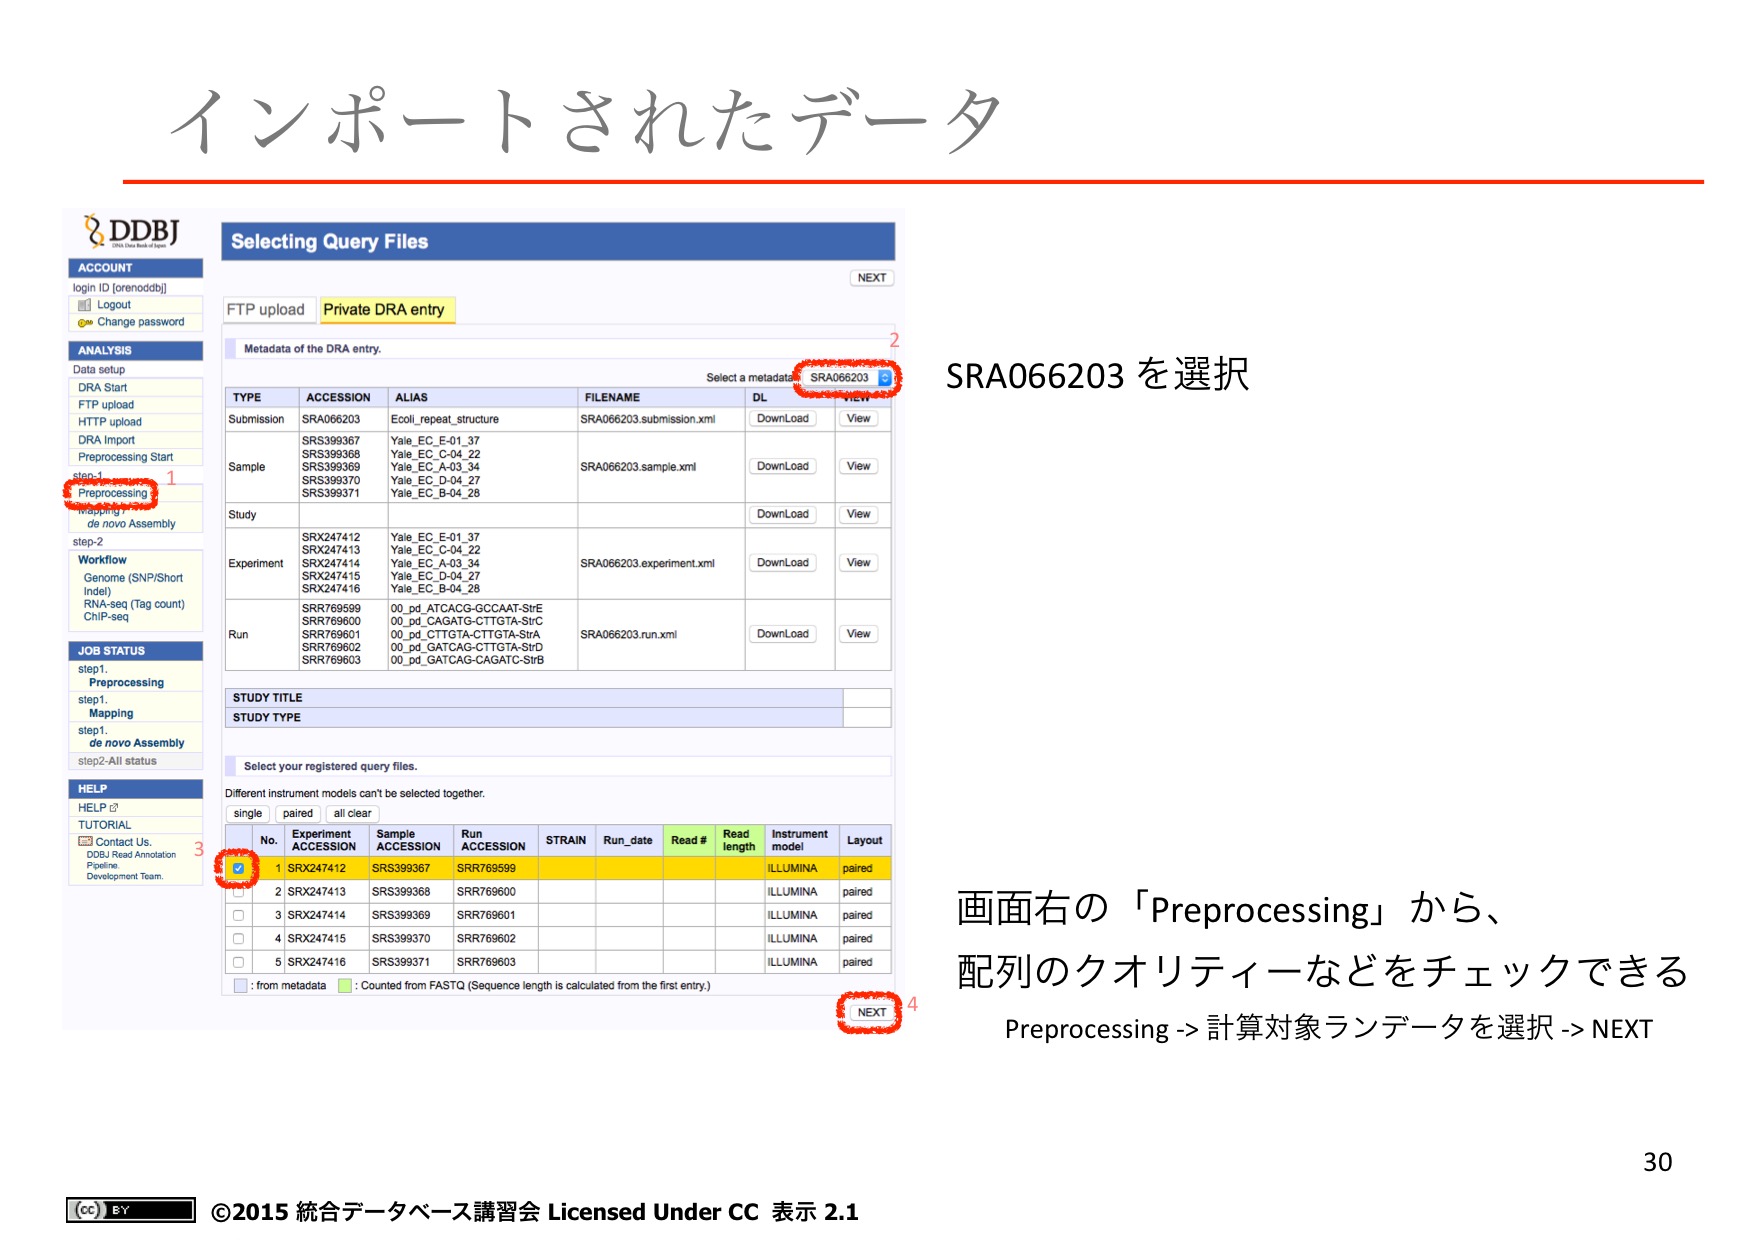 インポートされたデータ
DDBJ
DNA Data Bank of Japan
ACCOUNT
login ID [orenoddbj]
Logout
Change password
ANALYSIS
Data setup
DRA Start
FTP upload
HTTP upload
DRA Import
Preprocessing Start
step-1
1
Preprocessing
Mapping /
de novo Assembly
step-2
Workflow
Genome (SNP/Short
Indel)
RNA-seq (Tag count)
ChIP-seq
JOB STATUS
step1.
Preprocessing
step1.
Mapping
step1.
de novo Assembly
step2-All status
HELP
HELP
TUTORIAL
Contact Us.
DDBJ Read Annotation
Pipeline.
Development Team.
Selecting Query Files
NEXT
FTP upload Private DRA entry
Metadata of the DRA entry.
2
Select a metadata SRA066203
TYPE ACCESSION ALIAS FILENAME DL VIEW
Submission SRA066203 Ecoli_repeat_structure SRA066203.submission.xml DownLoad View
SRS399367 Yale_EC_E-01_37
SRS399368 Yale_EC_C-04_22
Sample SRS399369 Yale_EC_A-03_34 SRA066203.sample.xml DownLoad View
SRS399370 Yale_EC_D-04_27
SRS399371 Yale_EC_B-04_28
Study DownLoad View
SRX247412 Yale_EC_E-01_37
SRX247413 Yale_EC_C-04_22
Experiment SRX247414 Yale_EC_A-03_34 SRA066203.experiment.xml DownLoad View
SRX247415 Yale_EC_D-04_27
SRX247416 Yale_EC_B-04_28
SRR769599 00_pd_ATCACG-GCCAAT-StrE
SRR769600 00_pd_CAGATG-CTTGTA-StrC
Run SRR769601 00_pd_CTTGTA-CTTGTA-StrA SRA066203.run.xml DownLoad View
SRR769602 00_pd_GATCAG-CTTGTA-StrD
SRR769603 00_pd_GATCAG-CAGATC-StrB
STUDY TITLE
STUDY TYPE
Select your registered query files.
Different instrument models can't be selected together.
single paired all clear
No. Experiment ACCESSION Sample ACCESSION Run ACCESSION STRAIN Run_date Read # Read length Instrument model Layout
3
1 SRX247412 SRS399367 SRR769599 ILLUMINA paired
2 SRX247413 SRS399368 SRR769600 ILLUMINA paired
3 SRX247414 SRS399369 SRR769601 ILLUMINA paired
4 SRX247415 SRS399370 SRR769602 ILLUMINA paired
5 SRX247416 SRS399371 SRR769603 ILLUMINA paired
: from metadata : Counted from FASTQ (Sequence length is calculated from the first entry.)
NEXT 4
SRA066203 を選択
画面右の「Preprocessing」から、
配列のクオリティーなどをチェックできる
Preprocessing -> 計算対象ランデータを選択 -> NEXT
30
(cc) BY ©2015 統合データベース講習会 Licensed Under CC 表示 2.1